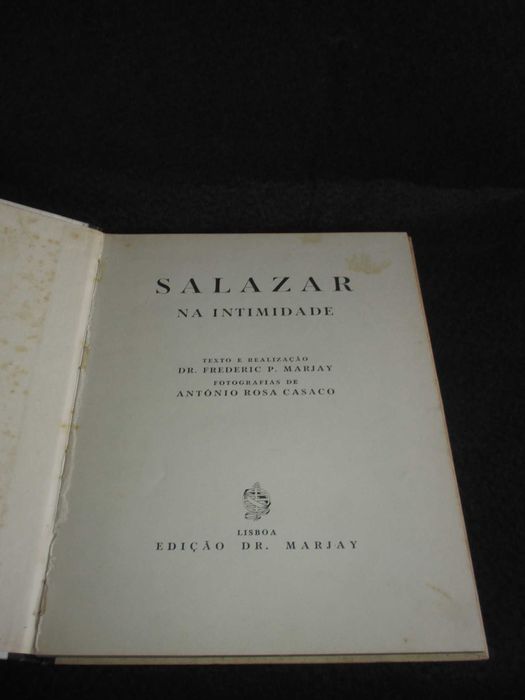 SALAZAR
NA INTIMIDADE
TEXTO E REALIZAÇÃO
DR. FREDERIC P. MARJAY
FOTOGRAFIAS DE
ANTÓNIO ROSA CASACO
LISBOA
EDIÇÃO DR. MARJAY